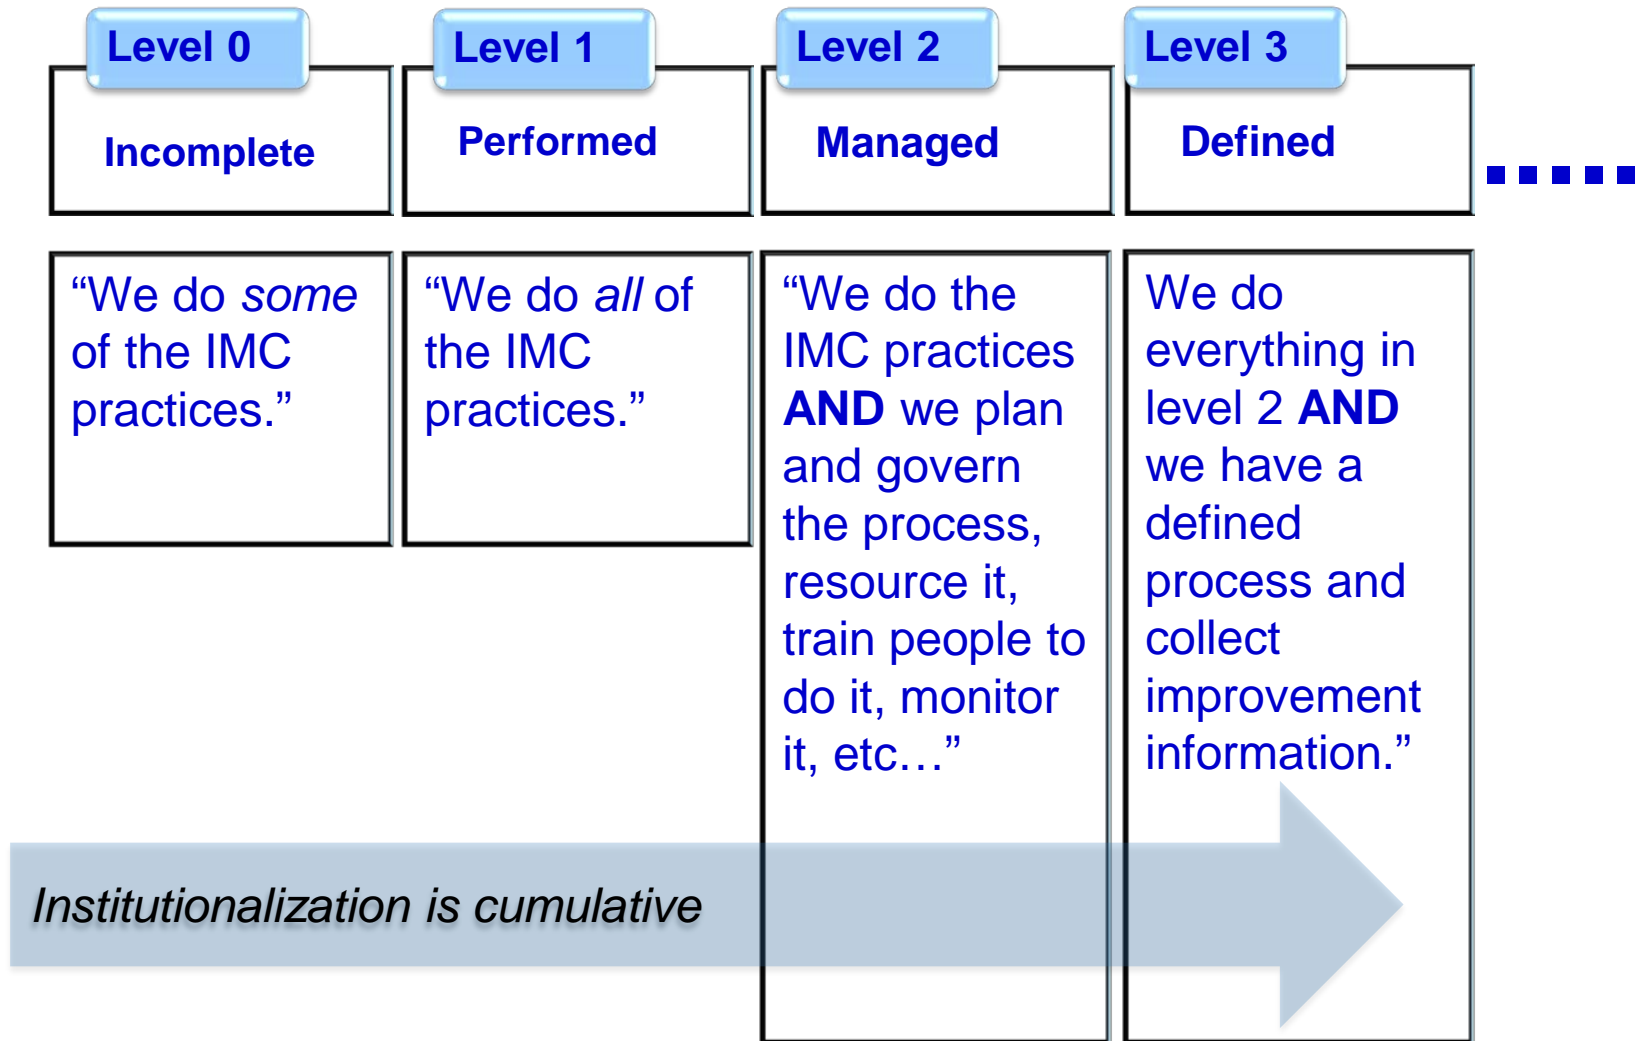 Level 0
Incomplete
“We do some
of the IMC
practices.”
Level 1
Performed
“We do all of
the IMC
practices.”
Level 2
Managed
“We do the
IMC practices
AND we plan
and govern
the process,
resource it,
train people to
do it, monitor
it, etc…”
Level 3
Defined
We do
everything in
level 2 AND
we have a
defined
process and
collect
improvement
information.”
Institutionalization is cumulative